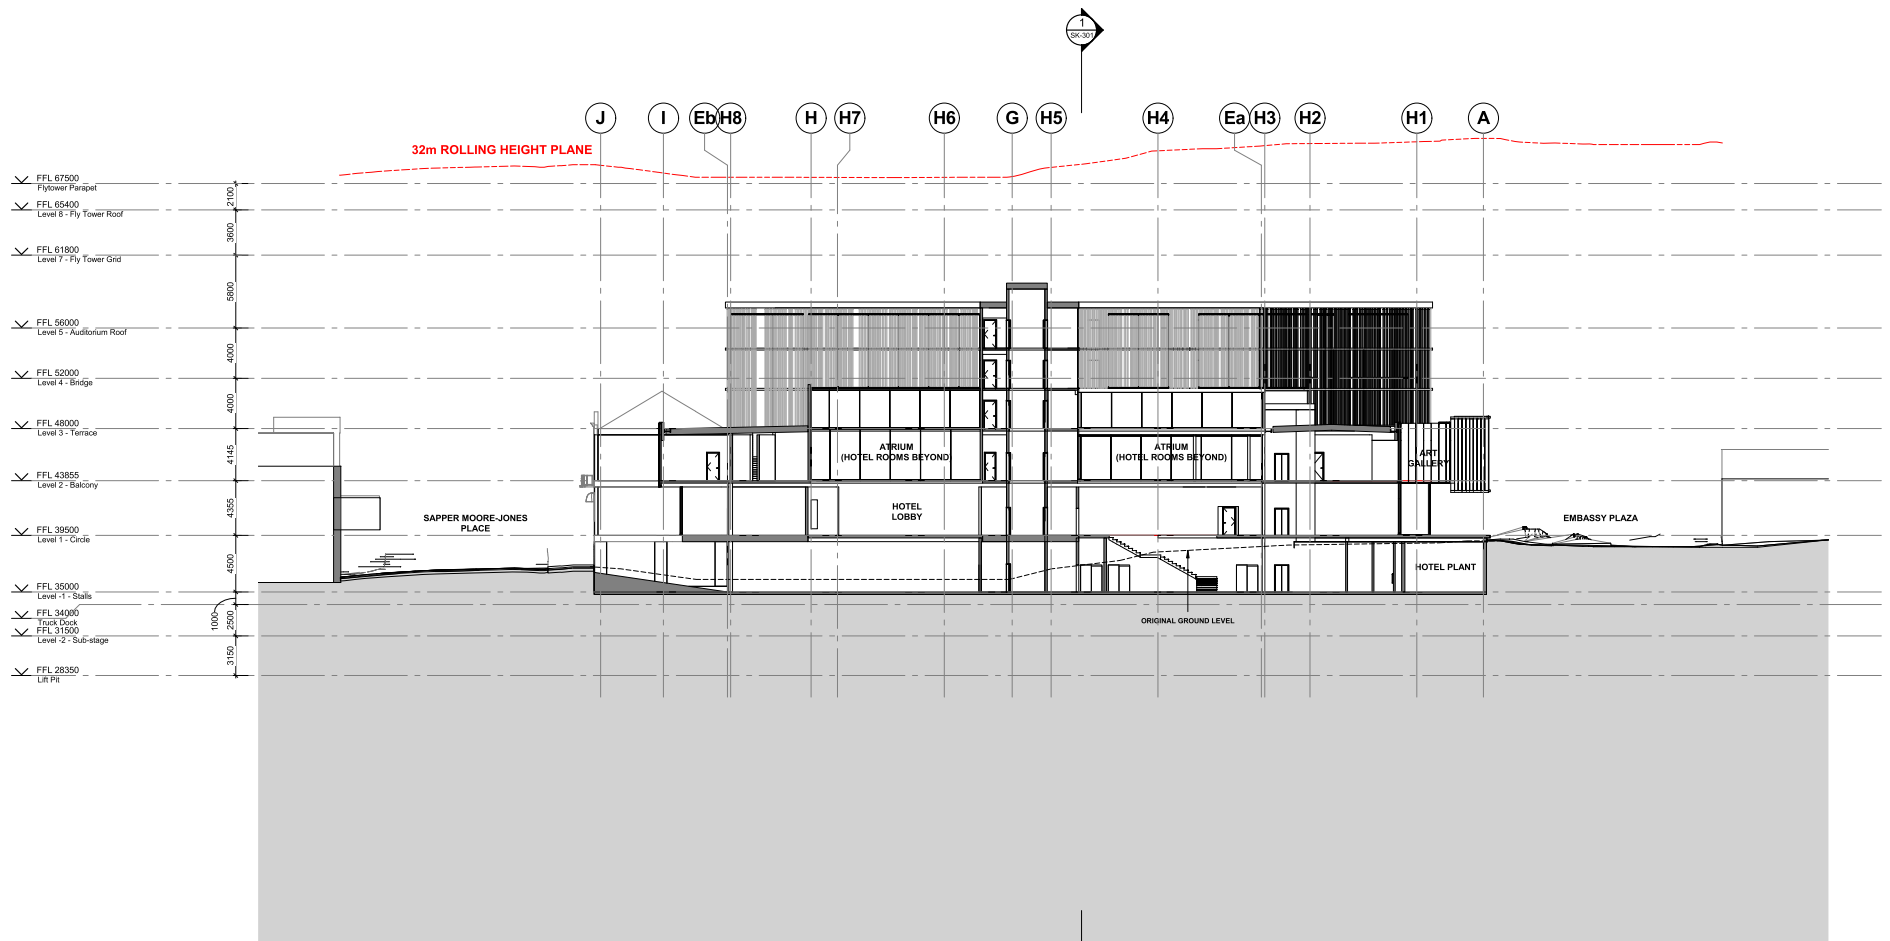 1
SK-301
J
I
Eb
H8
H
H7
H6
G
H5
H4
Ea
H3
H2
H1
A
32m ROLLING HEIGHT PLANE
FFL 67500
Flytower Parapet
2100
FFL 65400
Level 8 - Fly Tower Roof
3600
FFL 61800
Level 7 - Fly Tower Grid
5800
FFL 56000
Level 5 - Auditorium Roof
4000
FFL 52000
Level 4 - Bridge
4000
FFL 48000
Level 3 - Terrace
4145
FFL 43855
Level 2 - Balcony
4355
FFL 39500
Level 1 - Circle
4500
FFL 35000
Level -1 - Stalls
1000
FFL 34000
Truck Dock
2500
FFL 31500
Level -2 - Sub-stage
3150
FFL 28350
Lift Pit
ATRIUM
(HOTEL ROOMS BEYOND
ATRIUM
(HOTEL ROOMS BEYOND)
ART
GALLERY
HOTEL
LOBBY
SAPPER MOORE-JONES
PLACE
EMBASSY PLAZA
HOTEL PLANT
ORIGINAL GROUND LEVEL